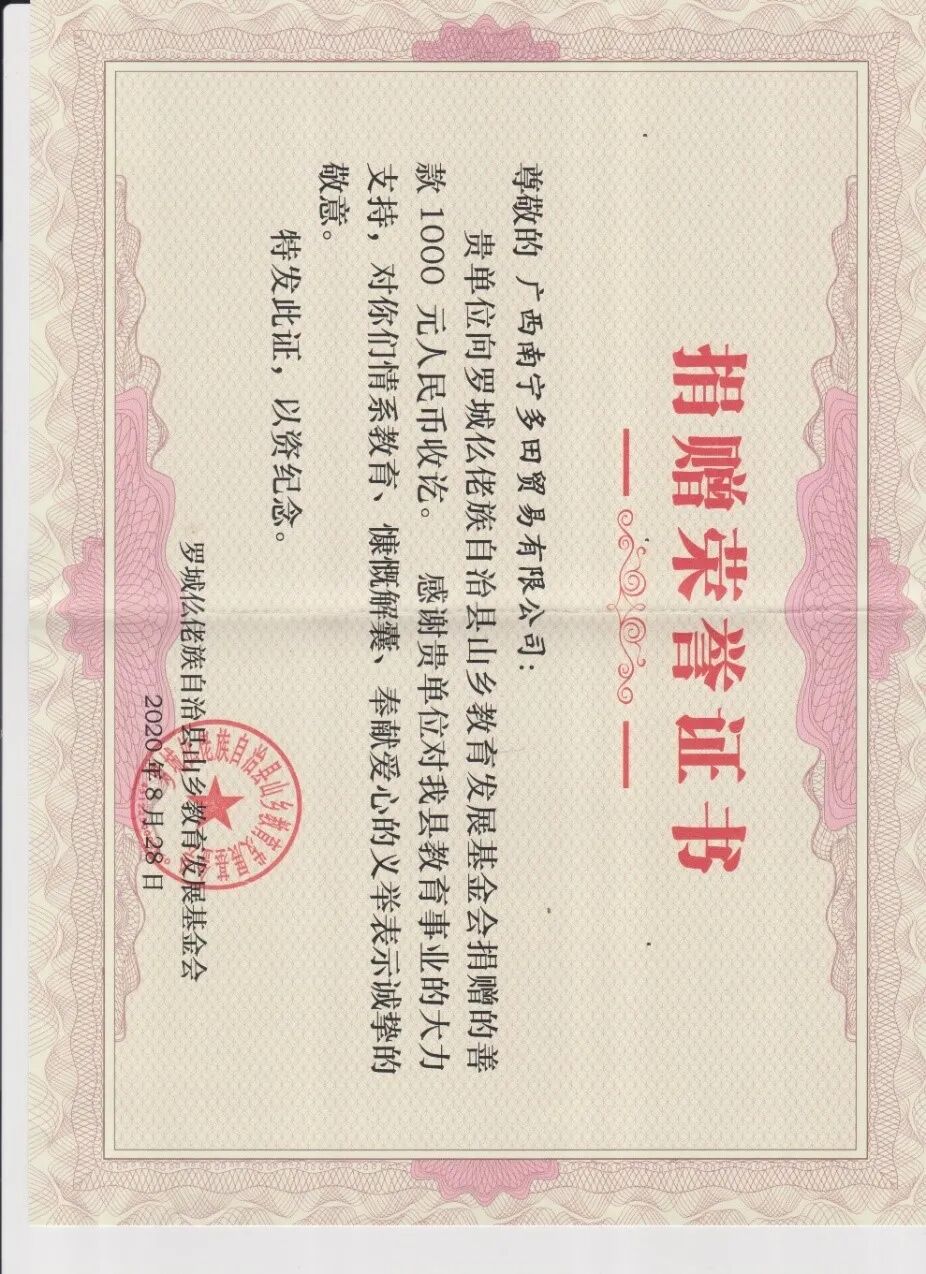 捐赠荣誉证书
尊敬的 广西南宁多田贸易有限公司：
贵单位向罗城仫佬族自治县山乡教育发展基金会捐赠的善
款 1000 元人民币收讫。 感谢贵单位对我县教育事业的大力
支持，对你们情系教育、慷慨解囊、奉献爱心的义举表示诚挚的
敬意。
特发此证，以资纪念。
罗城仫佬族自治县山乡教育发展基金会
2020 年 8 月 28 日